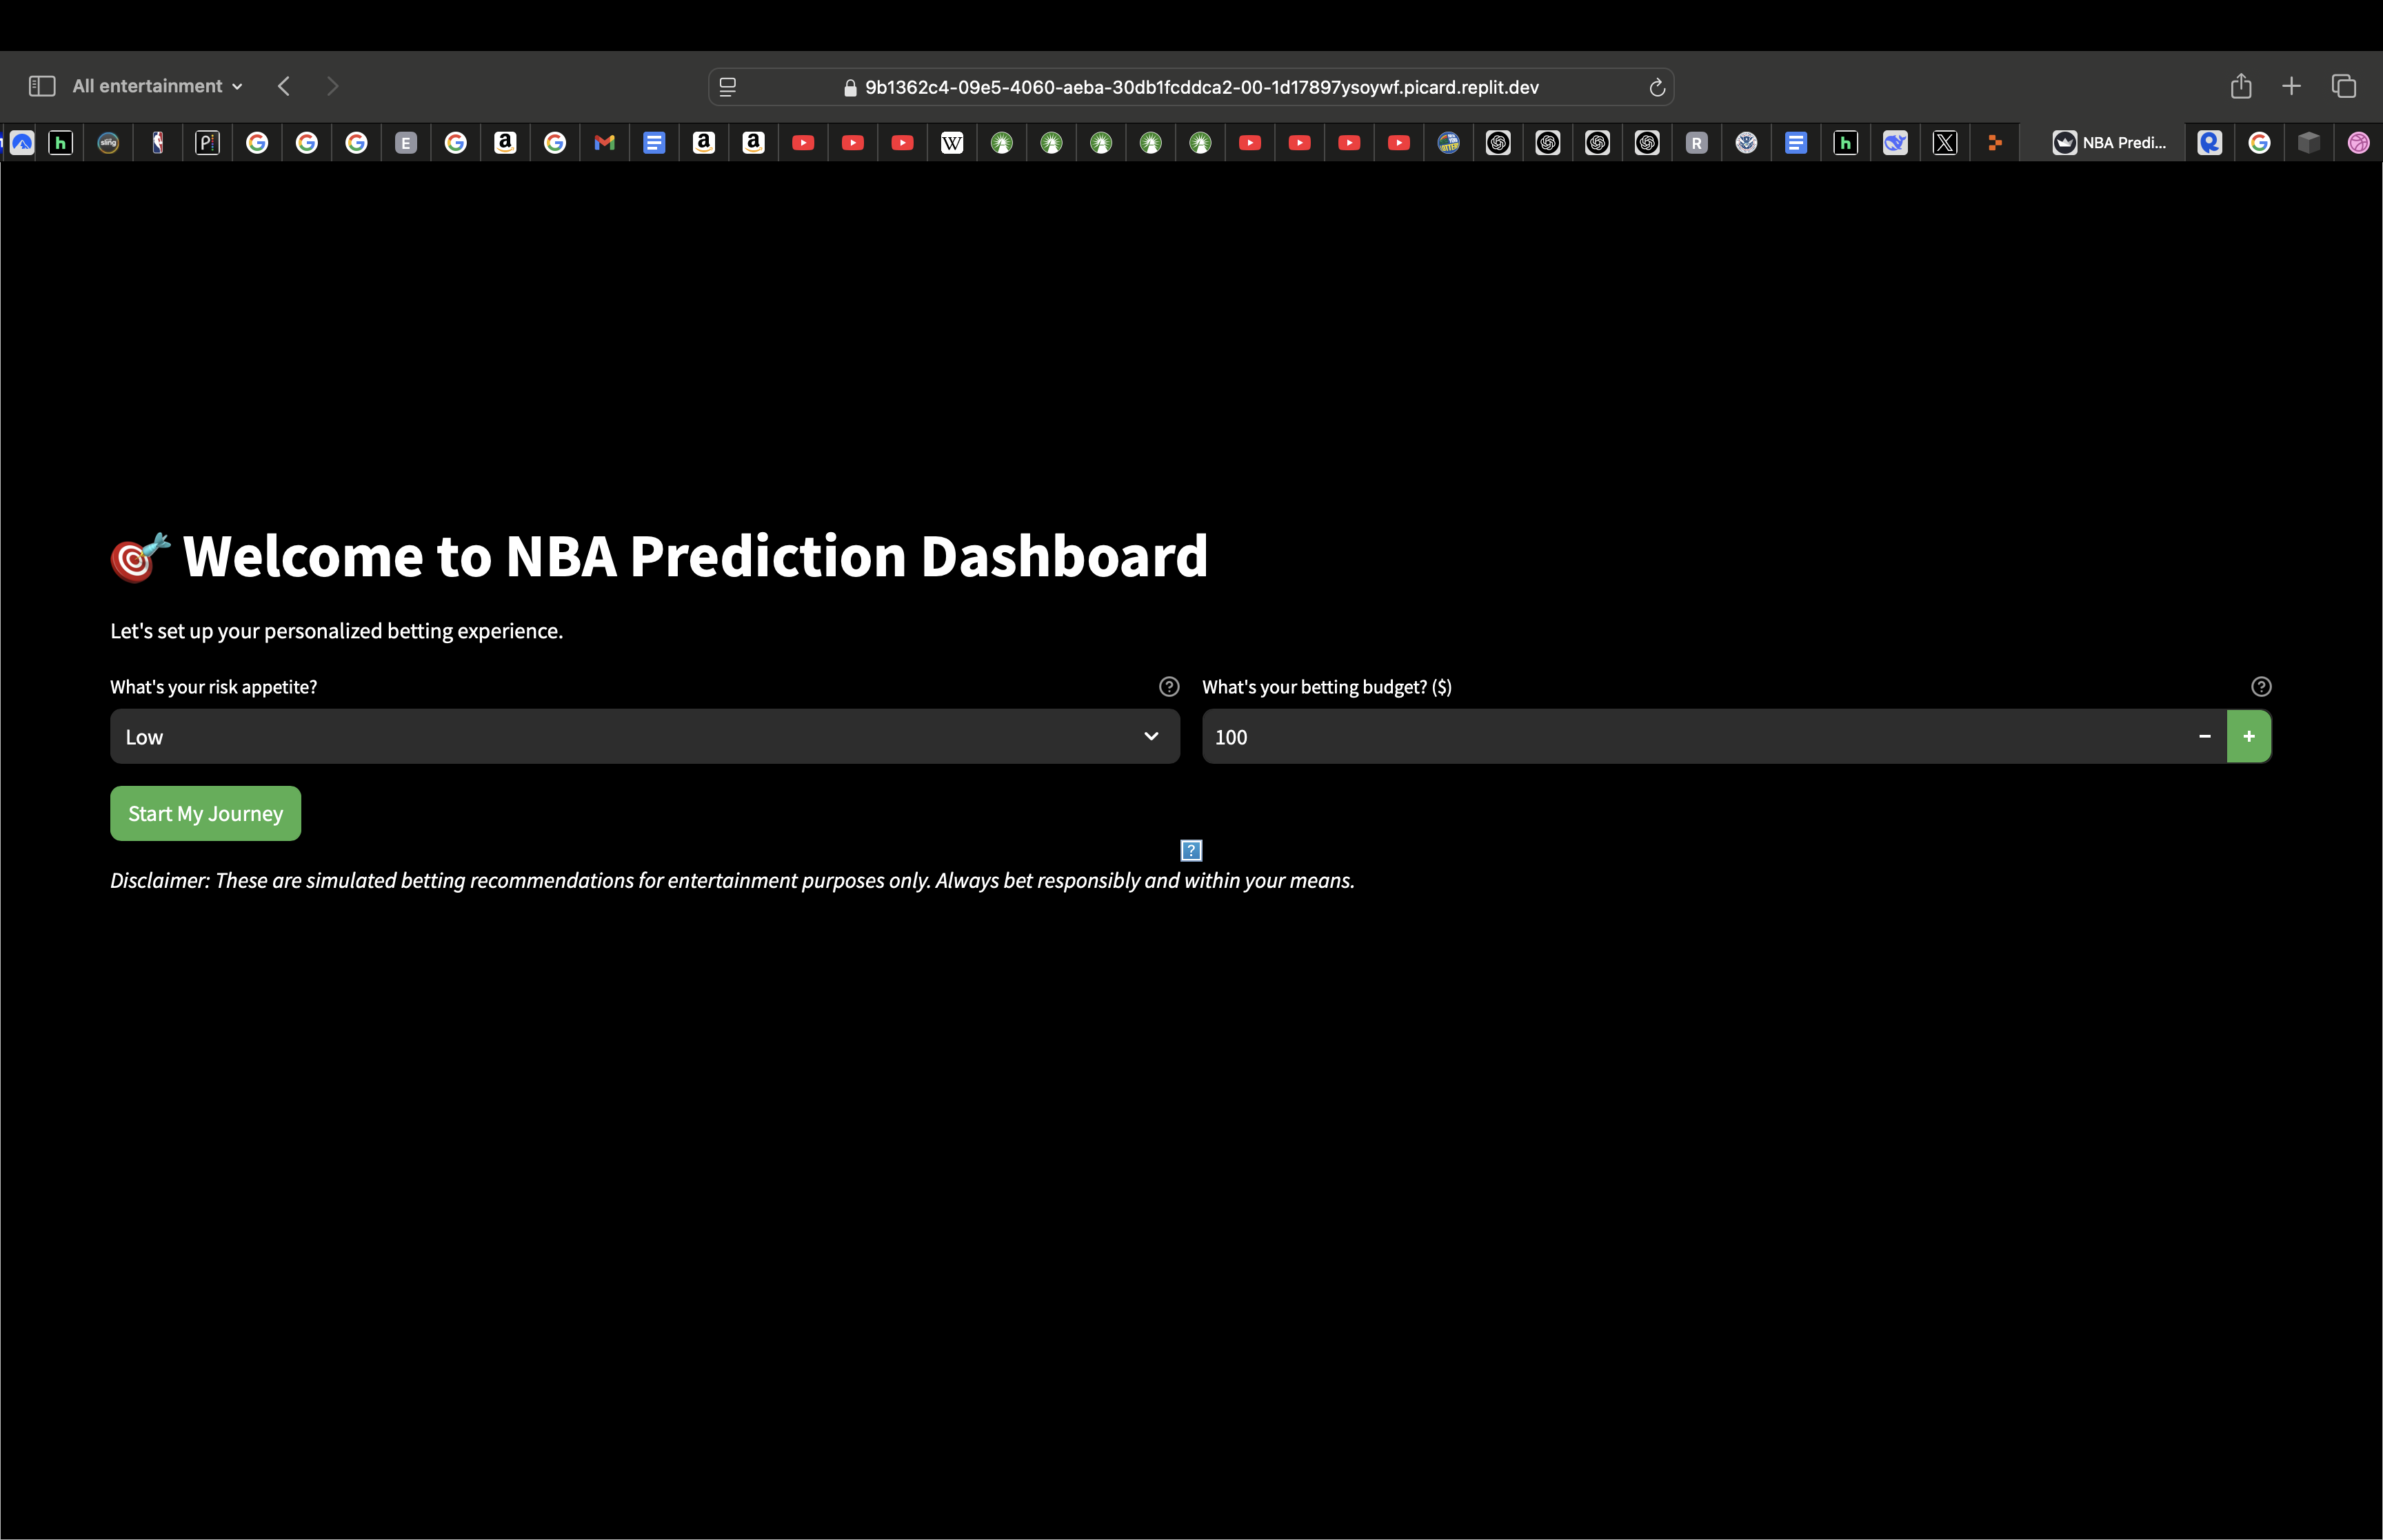 All entertainment
9b1362c4-09e5-4060-aeba-30db1fcddca2-00-1d17897ysoywf.picard.replit.dev
h
sling
P
E
a
a
a
W
R
h
X
NBA Predi...
🎯 Welcome to NBA Prediction Dashboard
Let's set up your personalized betting experience.
What's your risk appetite?
What's your betting budget? ($)
Low
100
Start My Journey
Disclaimer: These are simulated betting recommendations for entertainment purposes only. Always bet responsibly and within your means.